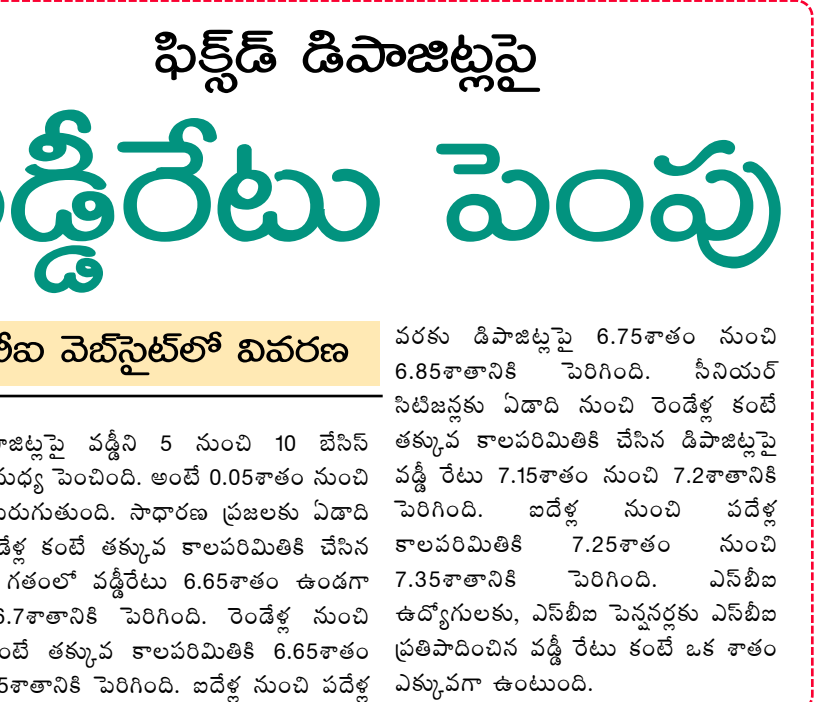 ఫిక్స్‌డ్ డిపాజిట్లపై
వడ్డీరేటు పెంపు
వెబ్‌సైట్‌లో వివరణ
వడ్డీని 5 నుంచి 10 బేసిస్
పెంచింది. అంటే 0.05శాతం నుంచి
సాధారణ ప్రజలకు ఏడాది
కంటే తక్కువ కాలపరిమితికి చేసిన
గతంలో వడ్డీరేటు 6.65శాతం ఉండగా
6.7శాతానికి పెరిగింది. రెండేళ్ల నుంచి
తక్కువ కాలపరిమితికి 6.65శాతం
పెరిగింది. ఐదేళ్ల నుంచి పదేళ్ల
వరకు డిపాజిట్లపై 6.75శాతం నుంచి
6.85శాతానికి పెరిగింది. సీనియర్
సిటిజన్లకు ఏడాది నుంచి రెండేళ్ల కంటే
తక్కువ కాలపరిమితికి చేసిన డిపాజిట్లపై
వడ్డీ రేటు 7.15శాతం నుంచి 7.2శాతానికి
పెరిగింది. ఐదేళ్ల నుంచి పదేళ్ల
కాలపరిమితికి 7.25శాతం నుంచి
7.35శాతానికి పెరిగింది. ఎస్‌బీఐ
ఉద్యోగులకు, ఎస్‌బీఐ పెన్షనర్లకు ఎస్‌బీఐ
ప్రతిపాదించిన వడ్డీ రేటు కంటే ఒక శాతం
ఎక్కువగా ఉంటుంది.